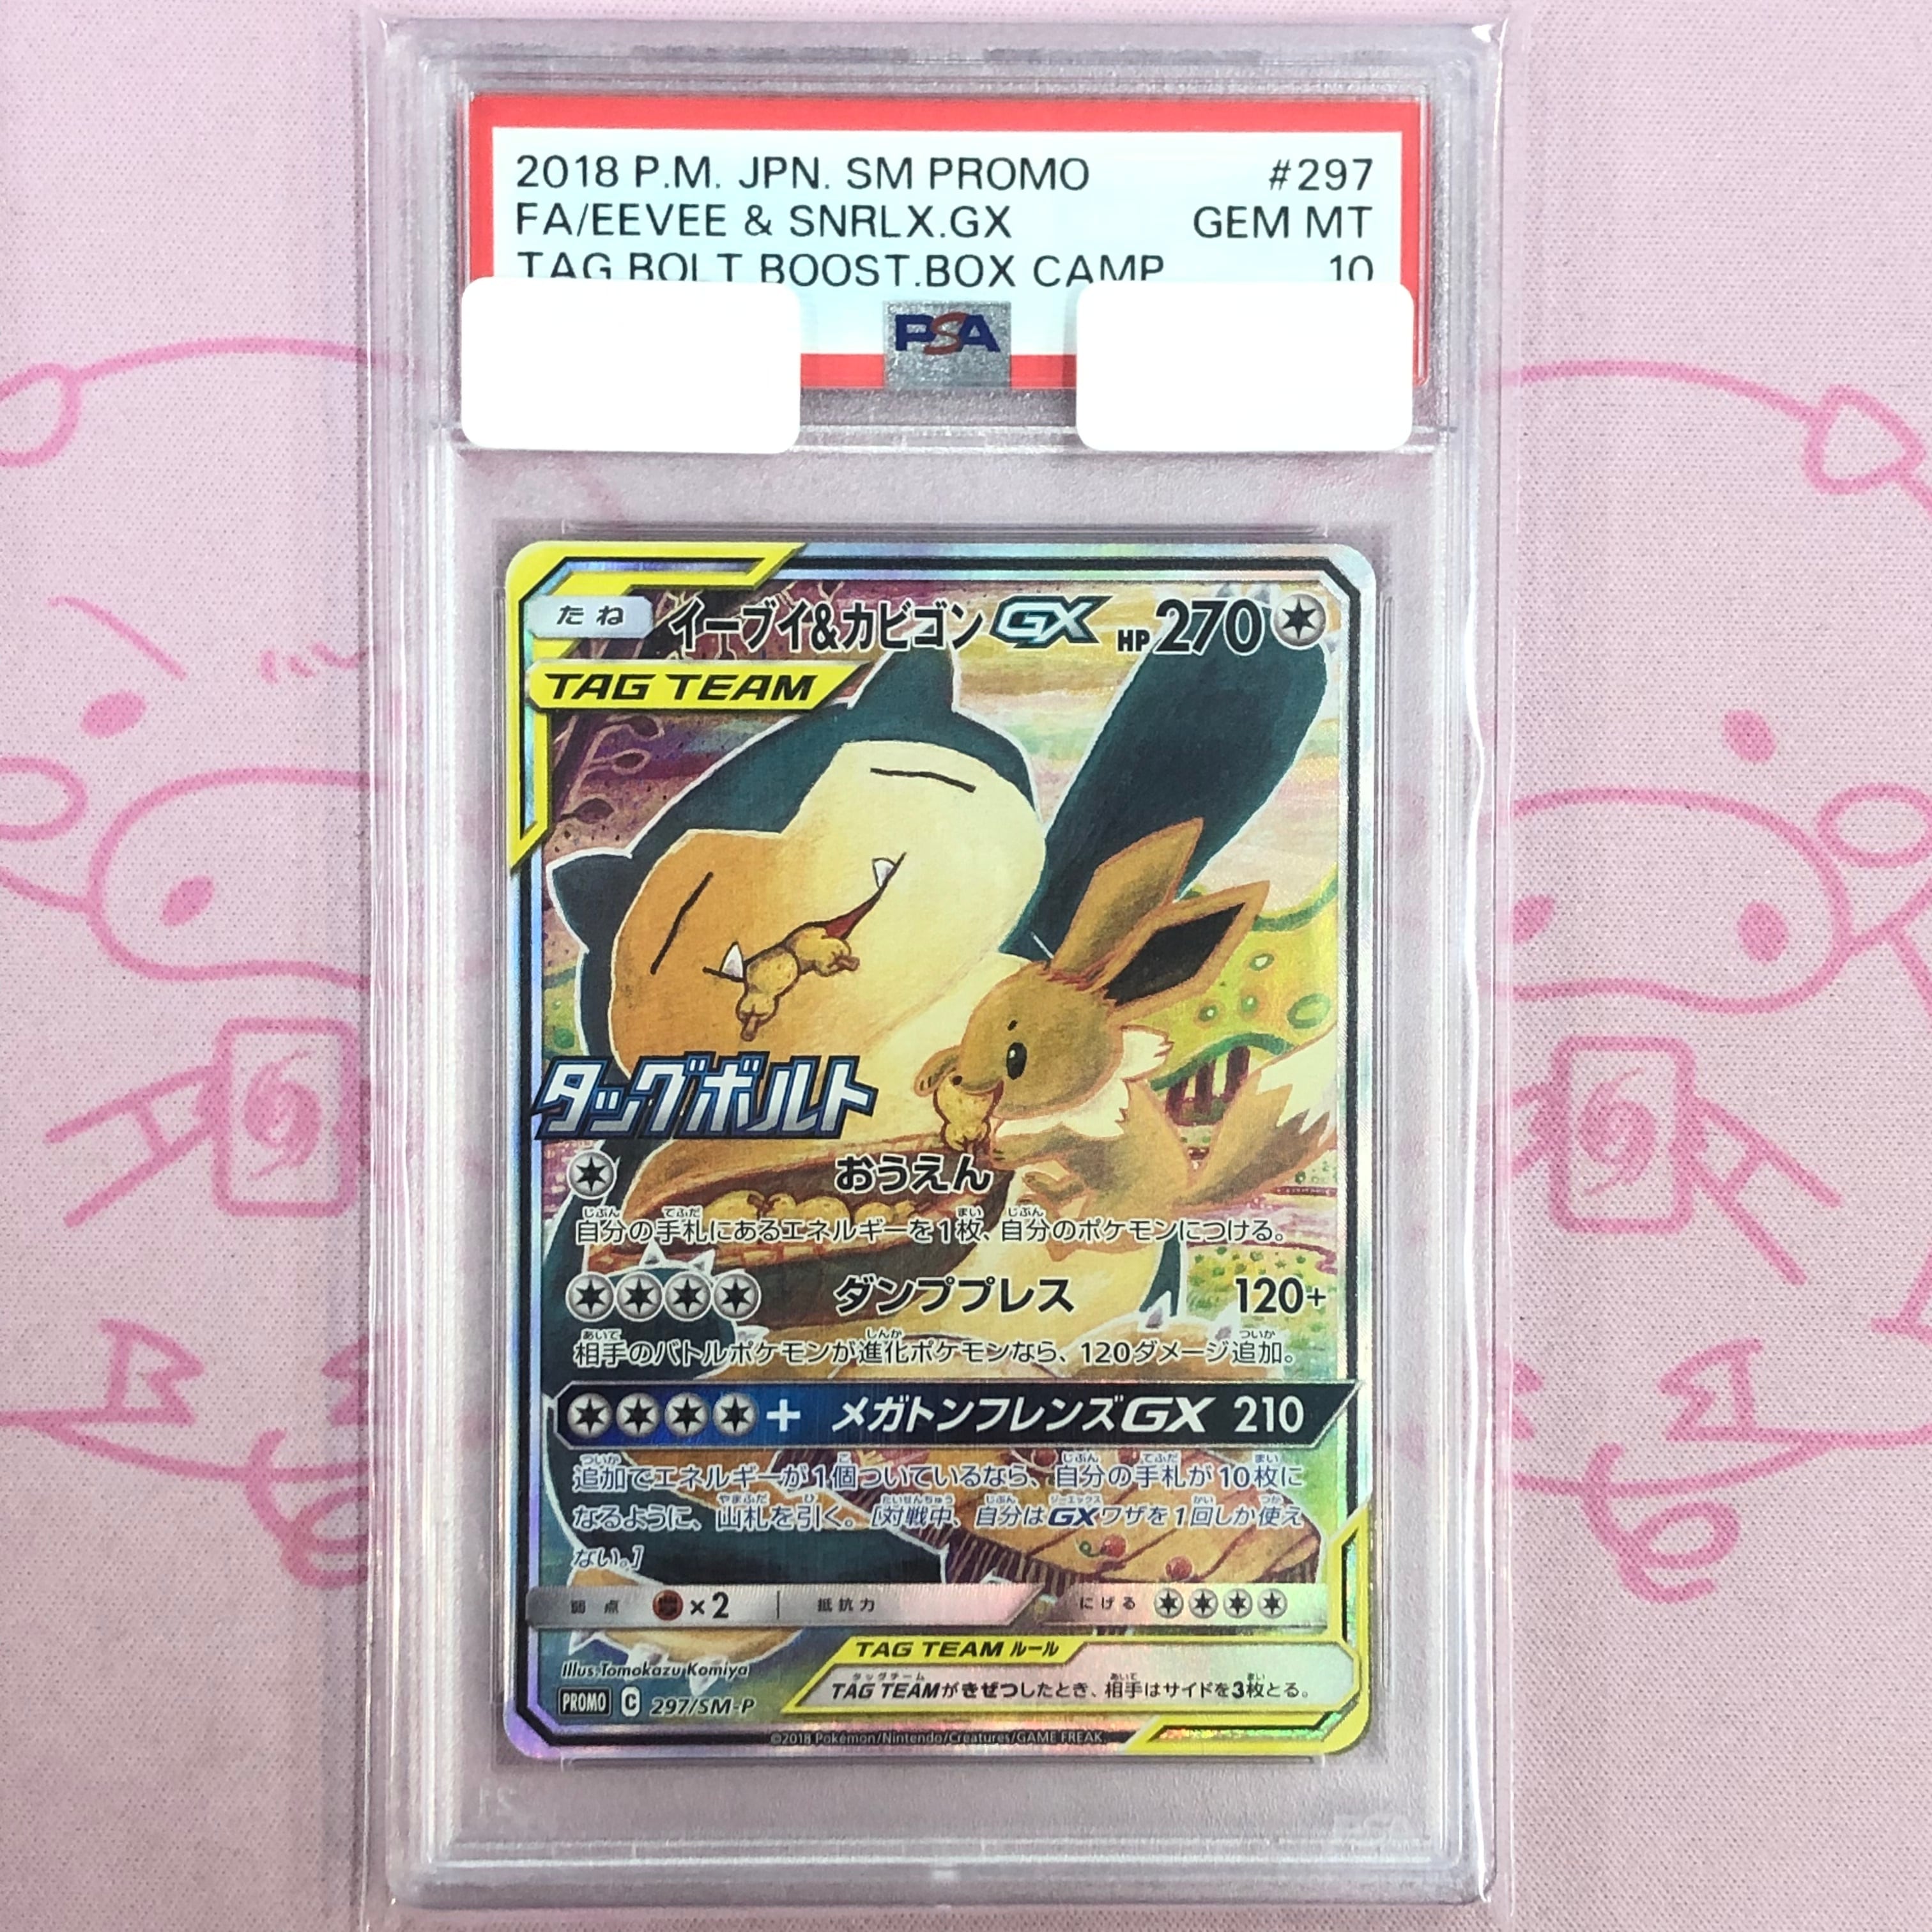 2018 P.M. JPN. SM PROMO #297
FA/EEVEE & SNRLX.GX GEM MT
TAG BOLT BOOST.BOX CAMP 10
PSA
たね イーブイ&カビゴンGX HP270
TAG TEAM
タッグボルト
おうえん
自分の手札にあるエネルギーを1枚、自分のポケモンにつける。
ダンププレス 120+
相手のバトルポケモンが進化ポケモンなら、120ダメージ追加。
+ メガトンフレンズGX 210
追加でエネルギーが1個ついているなら、自分の手札が10枚に
なるように、山札を引く。[対戦中、自分はGXワザを1回しか使え
ない。]
弱点 ×2 抵抗力 にげる
TAG TEAM ルール
TAG TEAMがきぜつしたとき、相手はサイドを3枚とる。
Illus. Tomokazu Komiya
PROMO C 297/SM-P
©2018 Pokémon/Nintendo/Creatures/GAME FREAK.